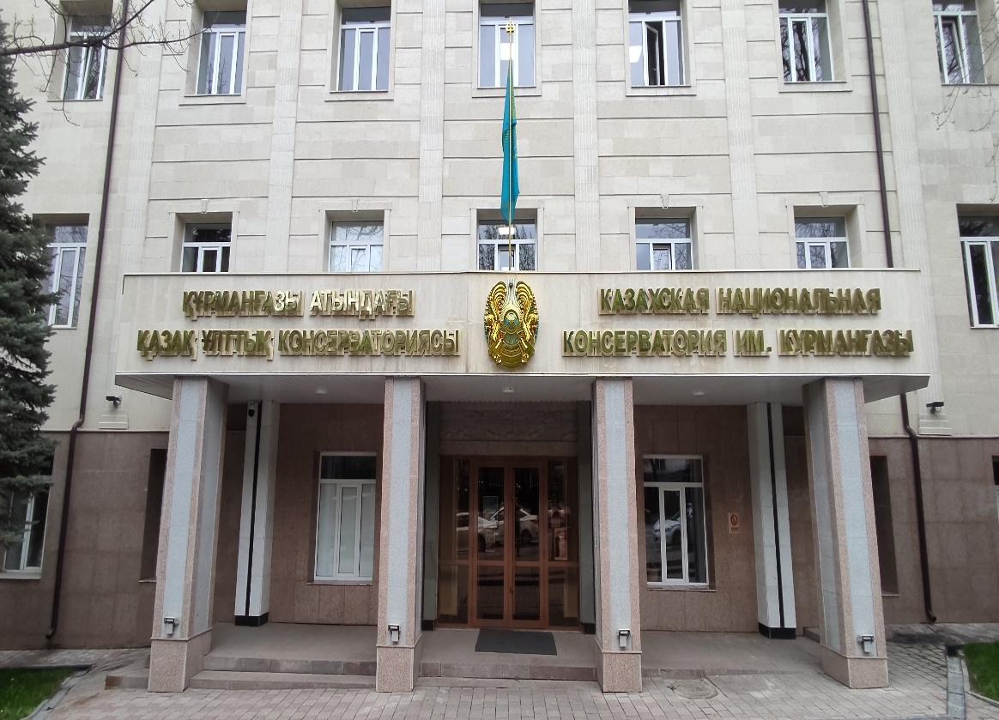 ҚҰРМАНҒАЗЫ АТЫНДАҒЫ
ҚАЗАҚ ҰЛТТЫҚ КОНСЕРВАТОРИЯСЫ
КАЗАХСКАЯ НАЦИОНАЛЬНАЯ
КОНСЕРВАТОРИЯ ИМ. КУРМАНГАЗЫ